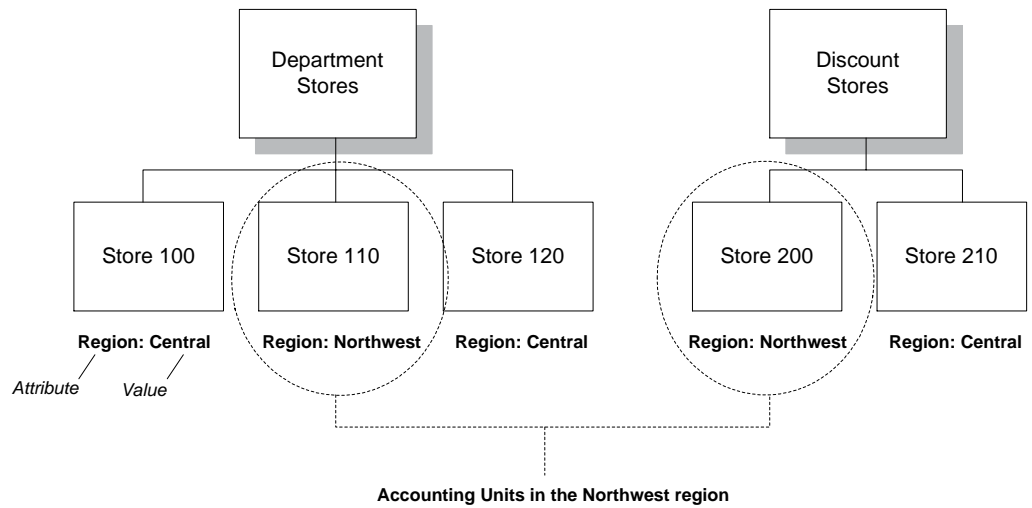 Department
Stores
Discount
Stores
Store 100
Store 110
Store 120
Store 200
Store 210
Region: Central
Region: Northwest
Region: Central
Region: Northwest
Region: Central
Attribute
Value
Accounting Units in the Northwest region